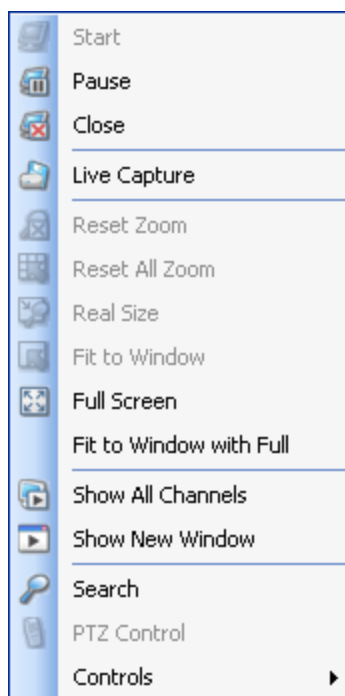 Start
Pause
Close
Live Capture
Reset Zoom
Reset All Zoom
Real Size
Fit to Window
Full Screen
Fit to Window with Full
Show All Channels
Show New Window
Search
PTZ Control
Controls